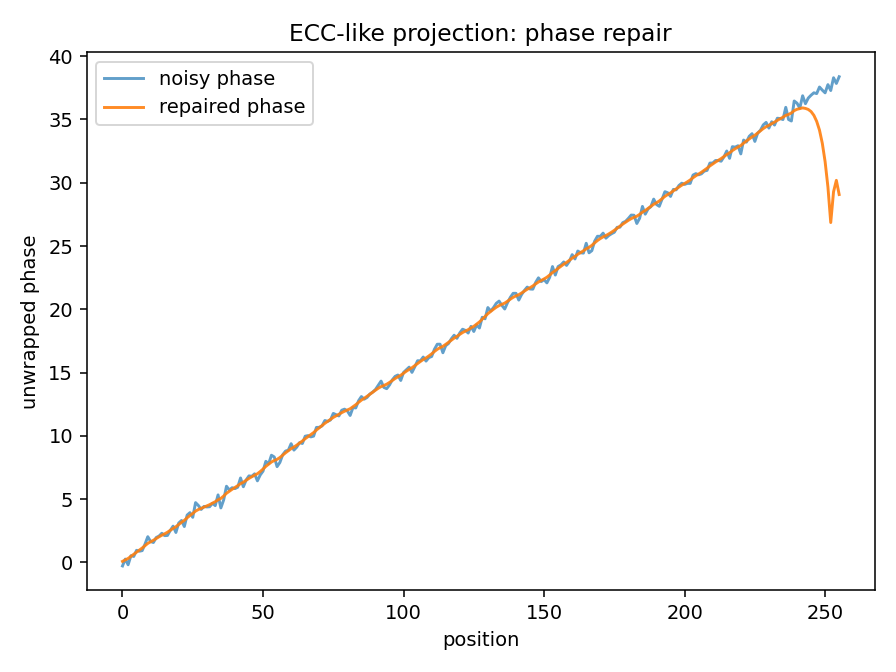 ECC-like projection: phase repair
noisy phase
repaired phase
40
35
30
25
20
15
10
5
0
unwrapped phase
0 50 100 150 200 250
position